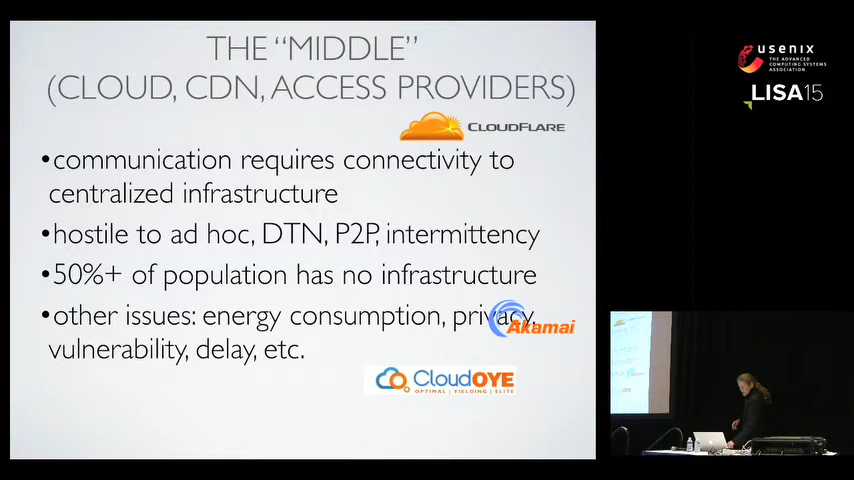 THE “MIDDLE”
(CLOUD, CDN, ACCESS PROVIDERS)
CLOUDFLARE
•communication requires connectivity to
centralized infrastructure
•hostile to ad hoc, DTN, P2P, intermittency
•50%+ of population has no infrastructure
•other issues: energy consumption, privacy,
vulnerability, delay, etc.
Akamai
CloudOYE
OPTIMAL | YIELDING | ELITE
usenix
THE ADVANCED
COMPUTING SYSTEMS
ASSOCIATION
LISA15